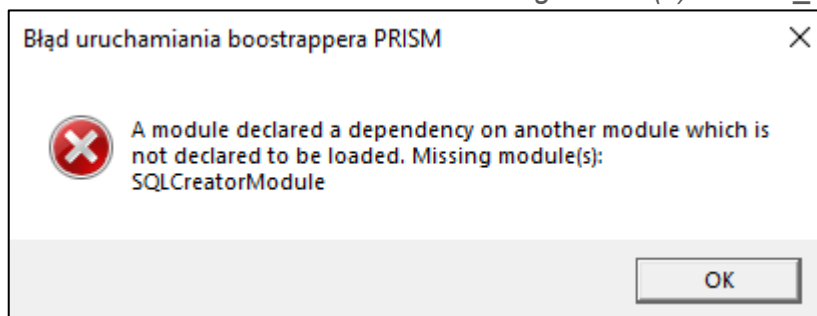 Błąd uruchamiania boostrappera PRISM
A module declared a dependency on another module which is
not declared to be loaded. Missing module(s):
SQLCreatorModule
OK